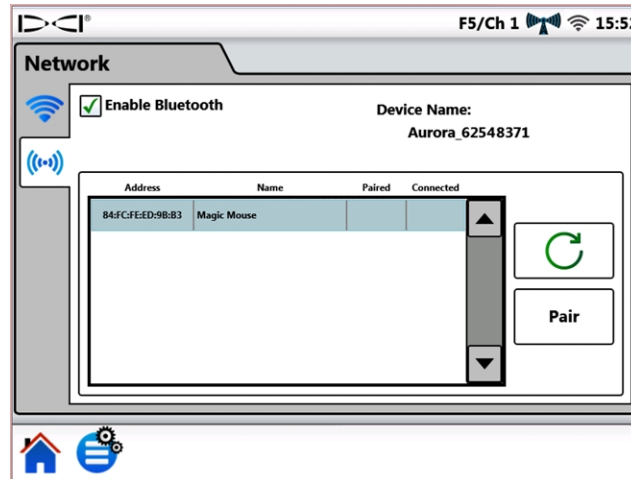 DCI®
F5/Ch 1
Network
Enable Bluetooth
Device Name:
Aurora_62548371
Address Name Paired Connected
84:FC:FE:ED:9B:B3 Magic Mouse
Pair